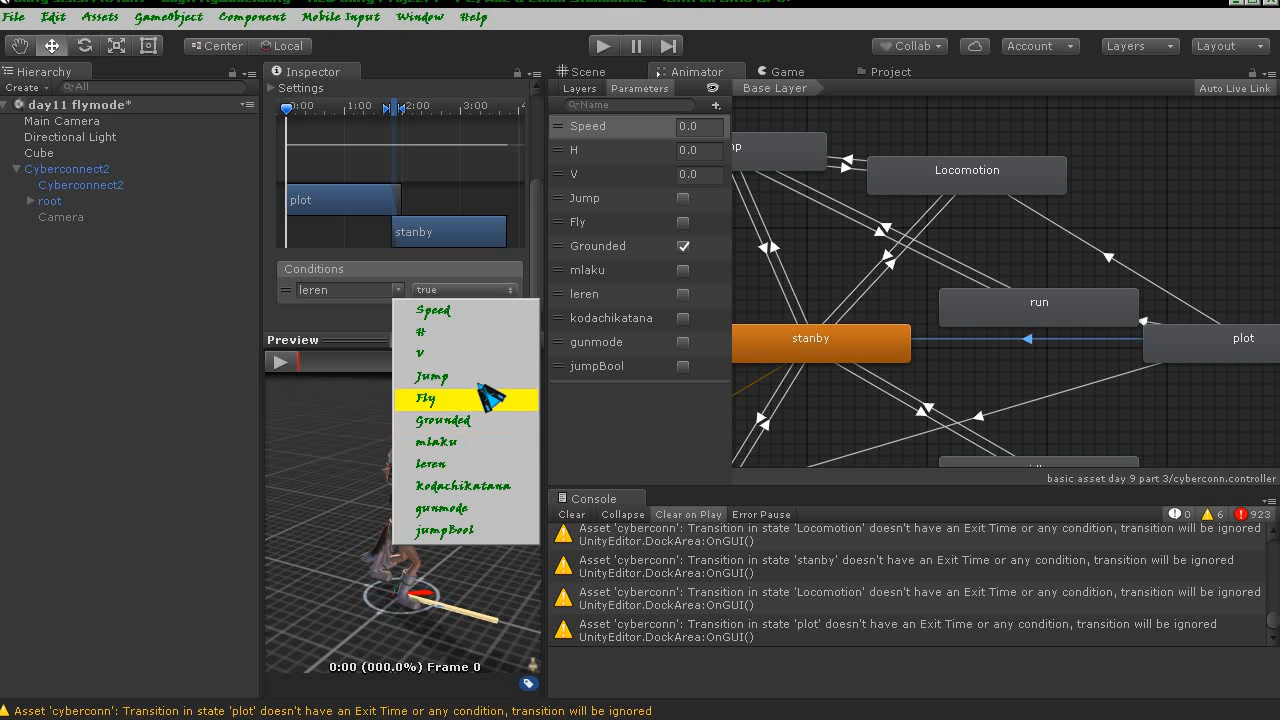 File Edit Assets GameObject Component Mobile Input Window Help
Center Local Collab Account Layers Layout
Hierarchy
Create All
day11 flymode*
Main Camera
Directional Light
Cube
Cyberconnect2
Cyberconnect2
root
Camera
Inspector
Settings
0:00 1:00 2:00 3:00
plot
stanby
Conditions
leren true
Speed
H
V
Jump
Fly
Grounded
mlaku
leren
kodachikatana
gunmode
jumpBool
Preview
0:00 (000.0%) Frame 0
Scene Animator Game Project
Layers Parameters Base Layer Auto Live Link
Name
Speed 0.0
H 0.0
V 0.0
Jump
Fly
Grounded
mlaku
leren
kodachikatana
gunmode
jumpBool
Locomotion
run
stanby
plot
basic asset day 9 part 3/cyberconn.controller
Console
Clear Collapse Clear on Play Error Pause 0 6 923
Asset 'cyberconn': Transition in state 'Locomotion' doesn't have an Exit Time or any condition, transition will be ignored
UnityEditor.DockArea:OnGUI()
Asset 'cyberconn': Transition in state 'stanby' doesn't have an Exit Time or any condition, transition will be ignored
UnityEditor.DockArea:OnGUI()
Asset 'cyberconn': Transition in state 'Locomotion' doesn't have an Exit Time or any condition, transition will be ignored
UnityEditor.DockArea:OnGUI()
Asset 'cyberconn': Transition in state 'plot' doesn't have an Exit Time or any condition, transition will be ignored
UnityEditor.DockArea:OnGUI()
Asset 'cyberconn': Transition in state 'plot' doesn't have an Exit Time or any condition, transition will be ignored